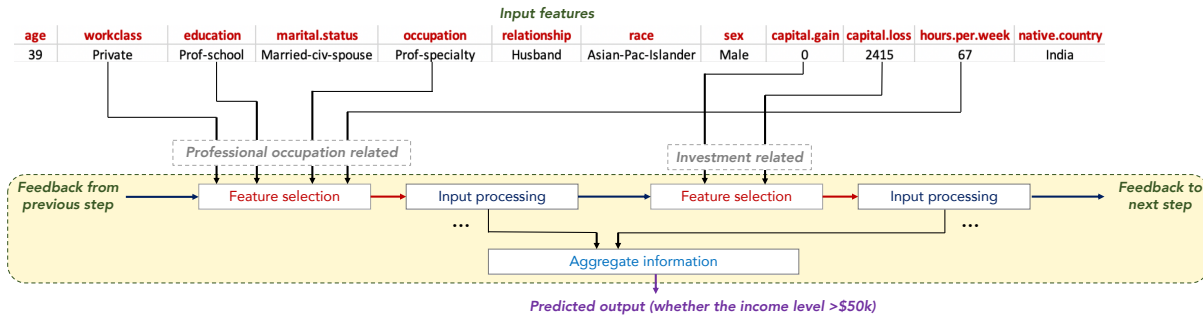 Input features
age workclass education marital.status occupation relationship race sex capital.gain capital.loss hours.per.week native.country
39 Private Prof-school Married-civ-spouse Prof-specialty Husband Asian-Pac-Islander Male 0 2415 67 India
Professional occupation related
Investment related
Feedback from
previous step
Feature selection
Input processing
Feature selection
Input processing
Feedback to
next step
...
...
Aggregate information
Predicted output (whether the income level >$50k)